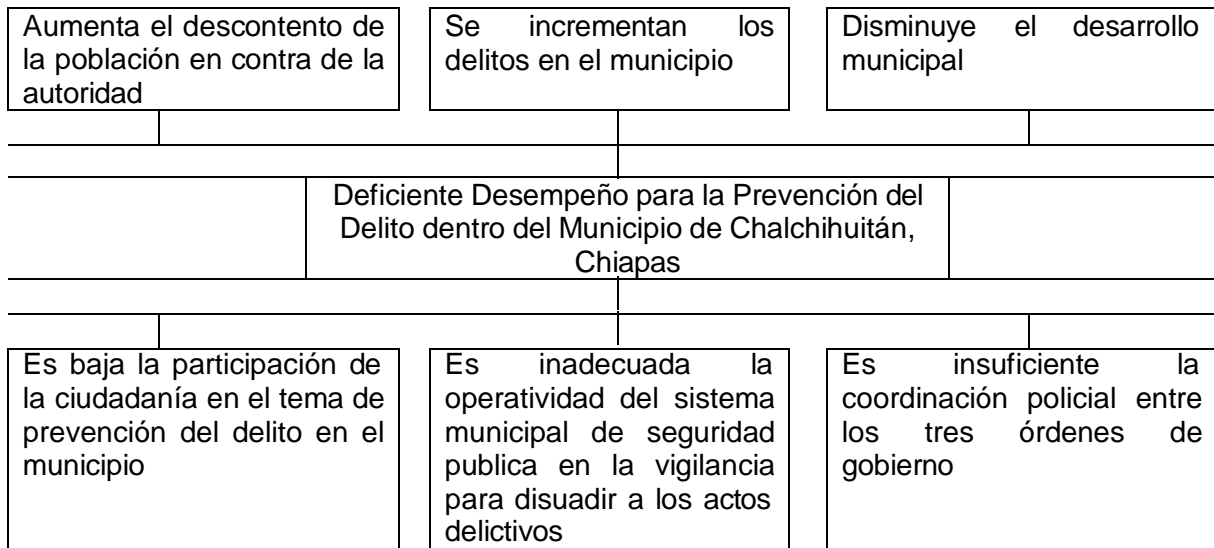 Aumenta el descontento de
la población en contra de la
autoridad
Se incrementan los
delitos en el municipio
Disminuye el desarrollo
municipal
Deficiente Desempeño para la Prevención del
Delito dentro del Municipio de Chalchihuitán,
Chiapas
Es baja la participación de
la ciudadanía en el tema de
prevención del delito en el
municipio
Es inadecuada la
operatividad del sistema
municipal de seguridad
publica en la vigilancia
para disuadir a los actos
delictivos
Es insuficiente la
coordinación policial entre
los tres órdenes de
gobierno